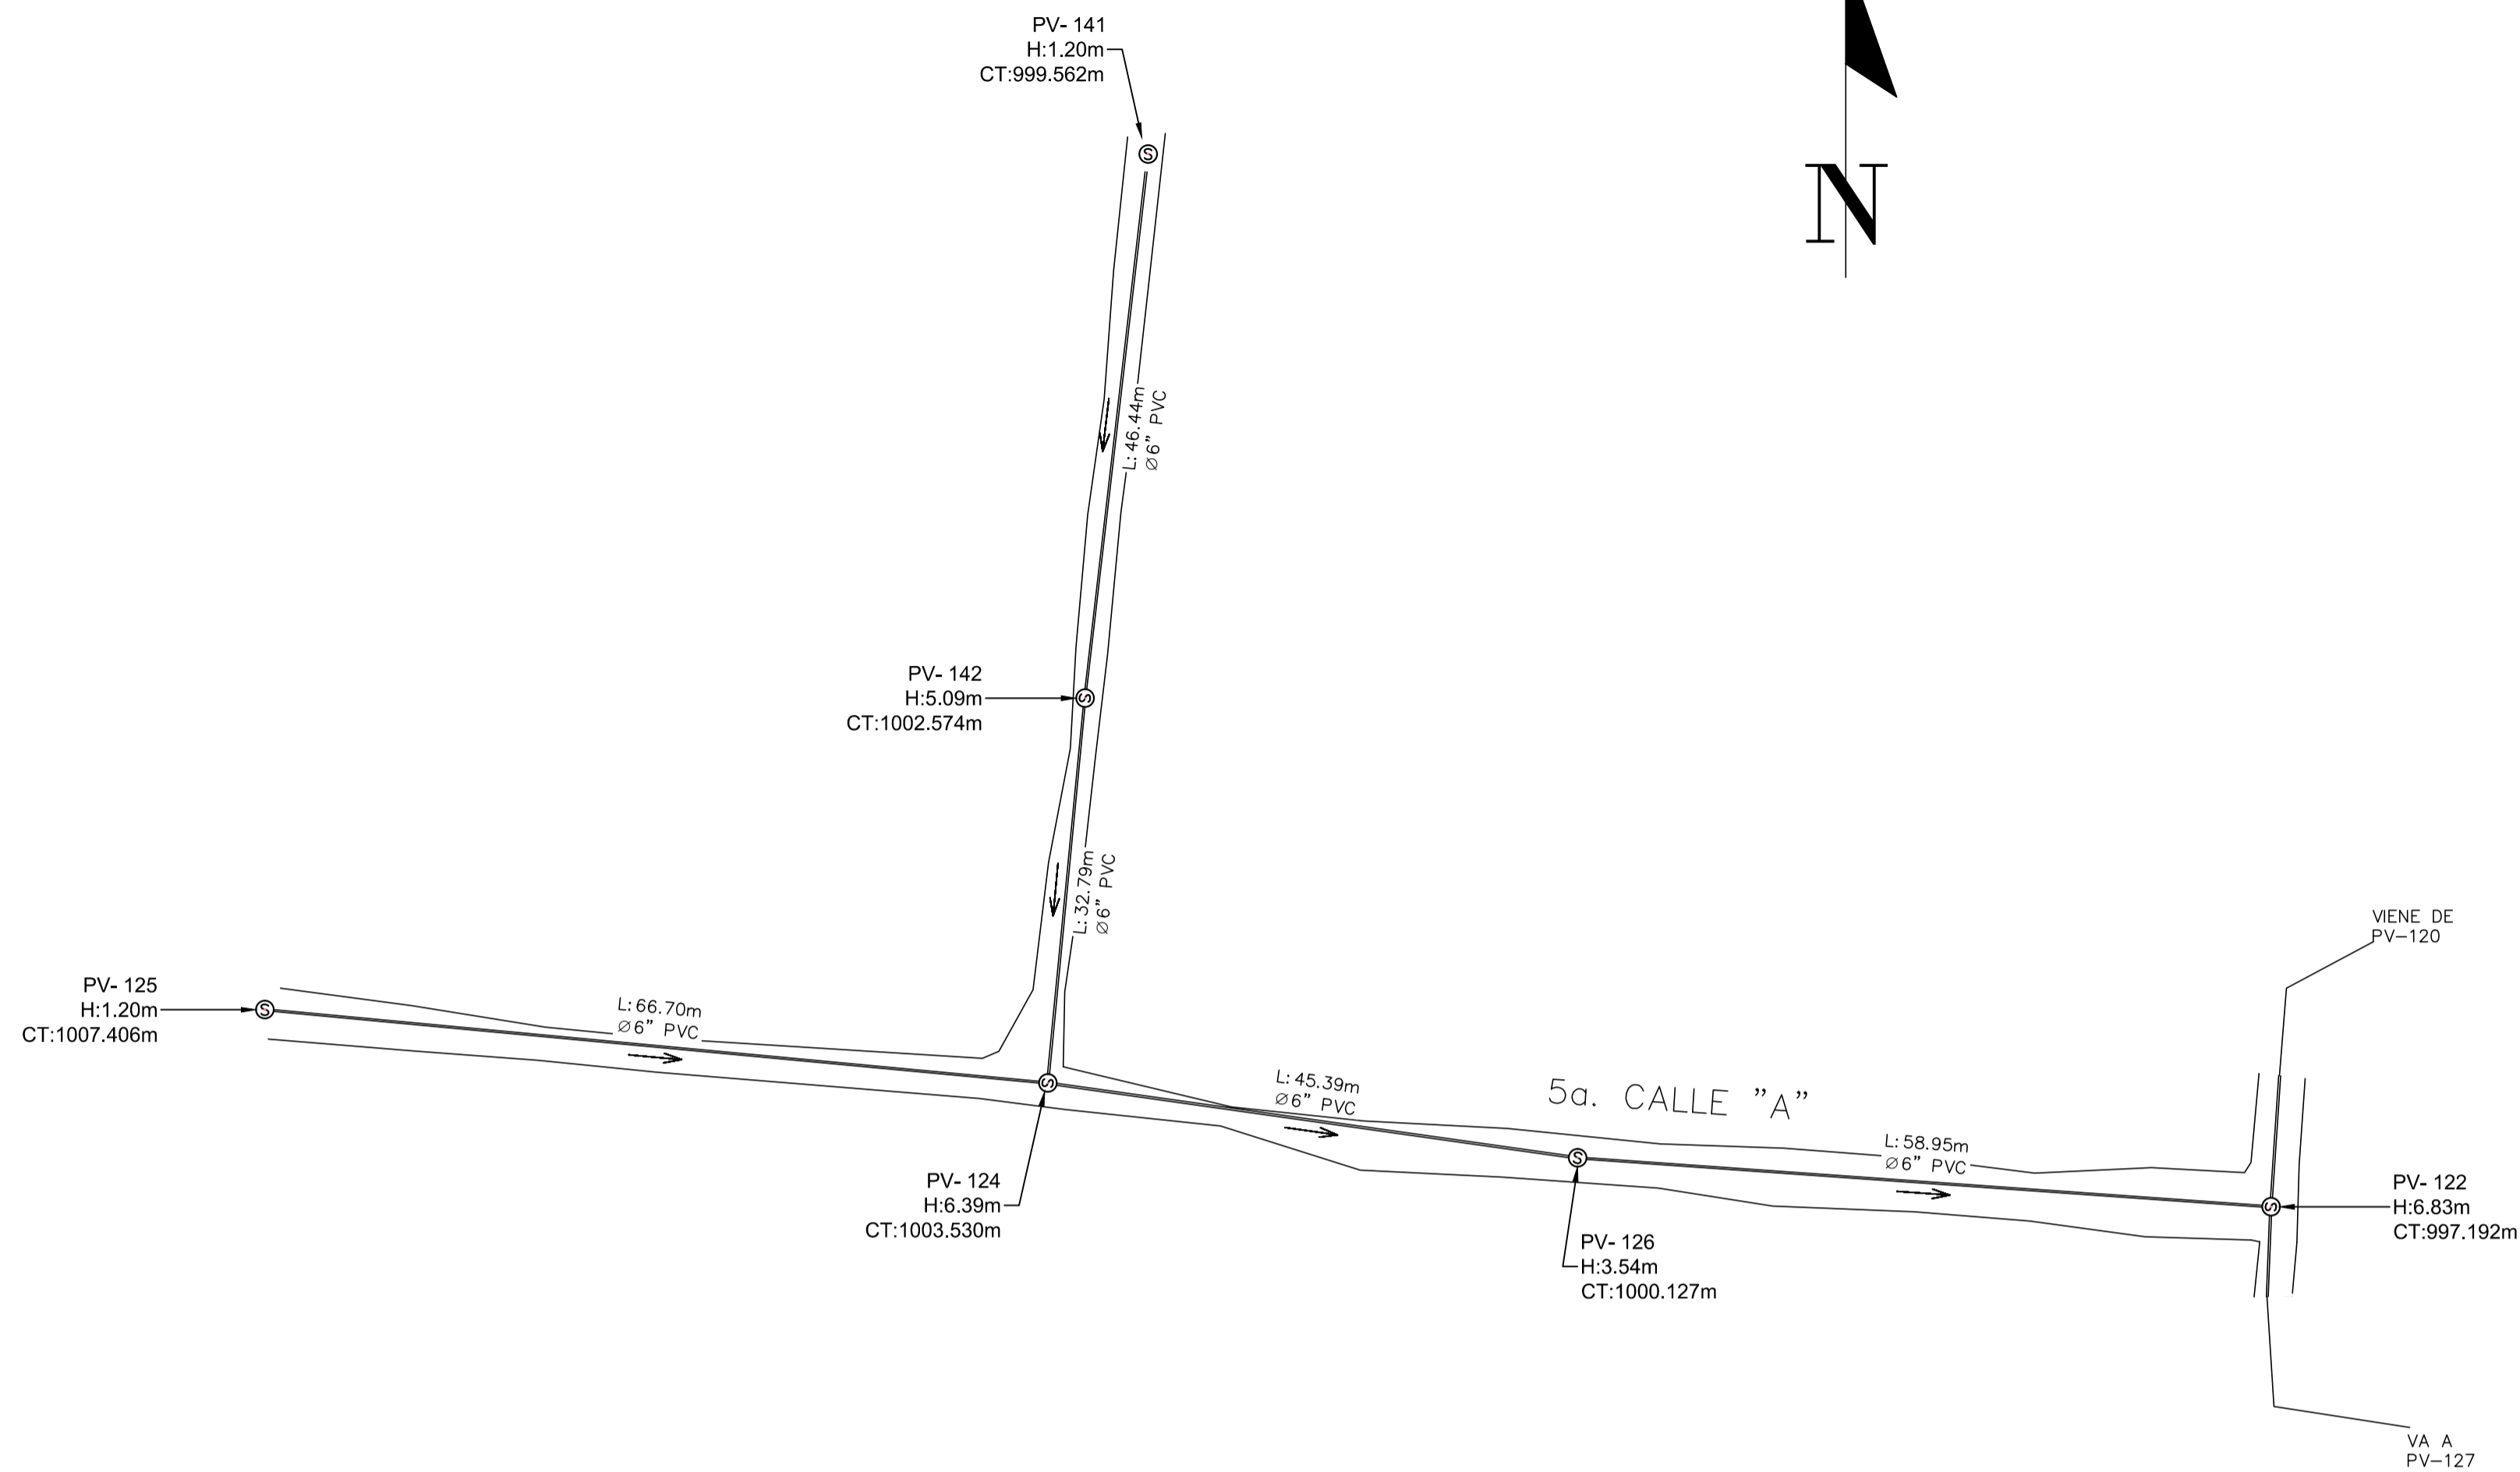 PV- 141
H:1.20m
CT:999.562m
N
L: 46.44m
Ø6” PVC
PV- 142
H:5.09m
CT:1002.574m
L: 32.79m
Ø6” PVC
VIENE DE
PV-120
PV- 125
H:1.20m
CT:1007.406m
L: 66.70m
Ø6” PVC
L: 45.39m
Ø6” PVC
5a. CALLE ”A”
L: 58.95m
Ø6” PVC
PV- 124
H:6.39m
CT:1003.530m
PV- 126
H:3.54m
CT:1000.127m
PV- 122
H:6.83m
CT:997.192m
VA A
PV-127
S
S
S
S
S
S